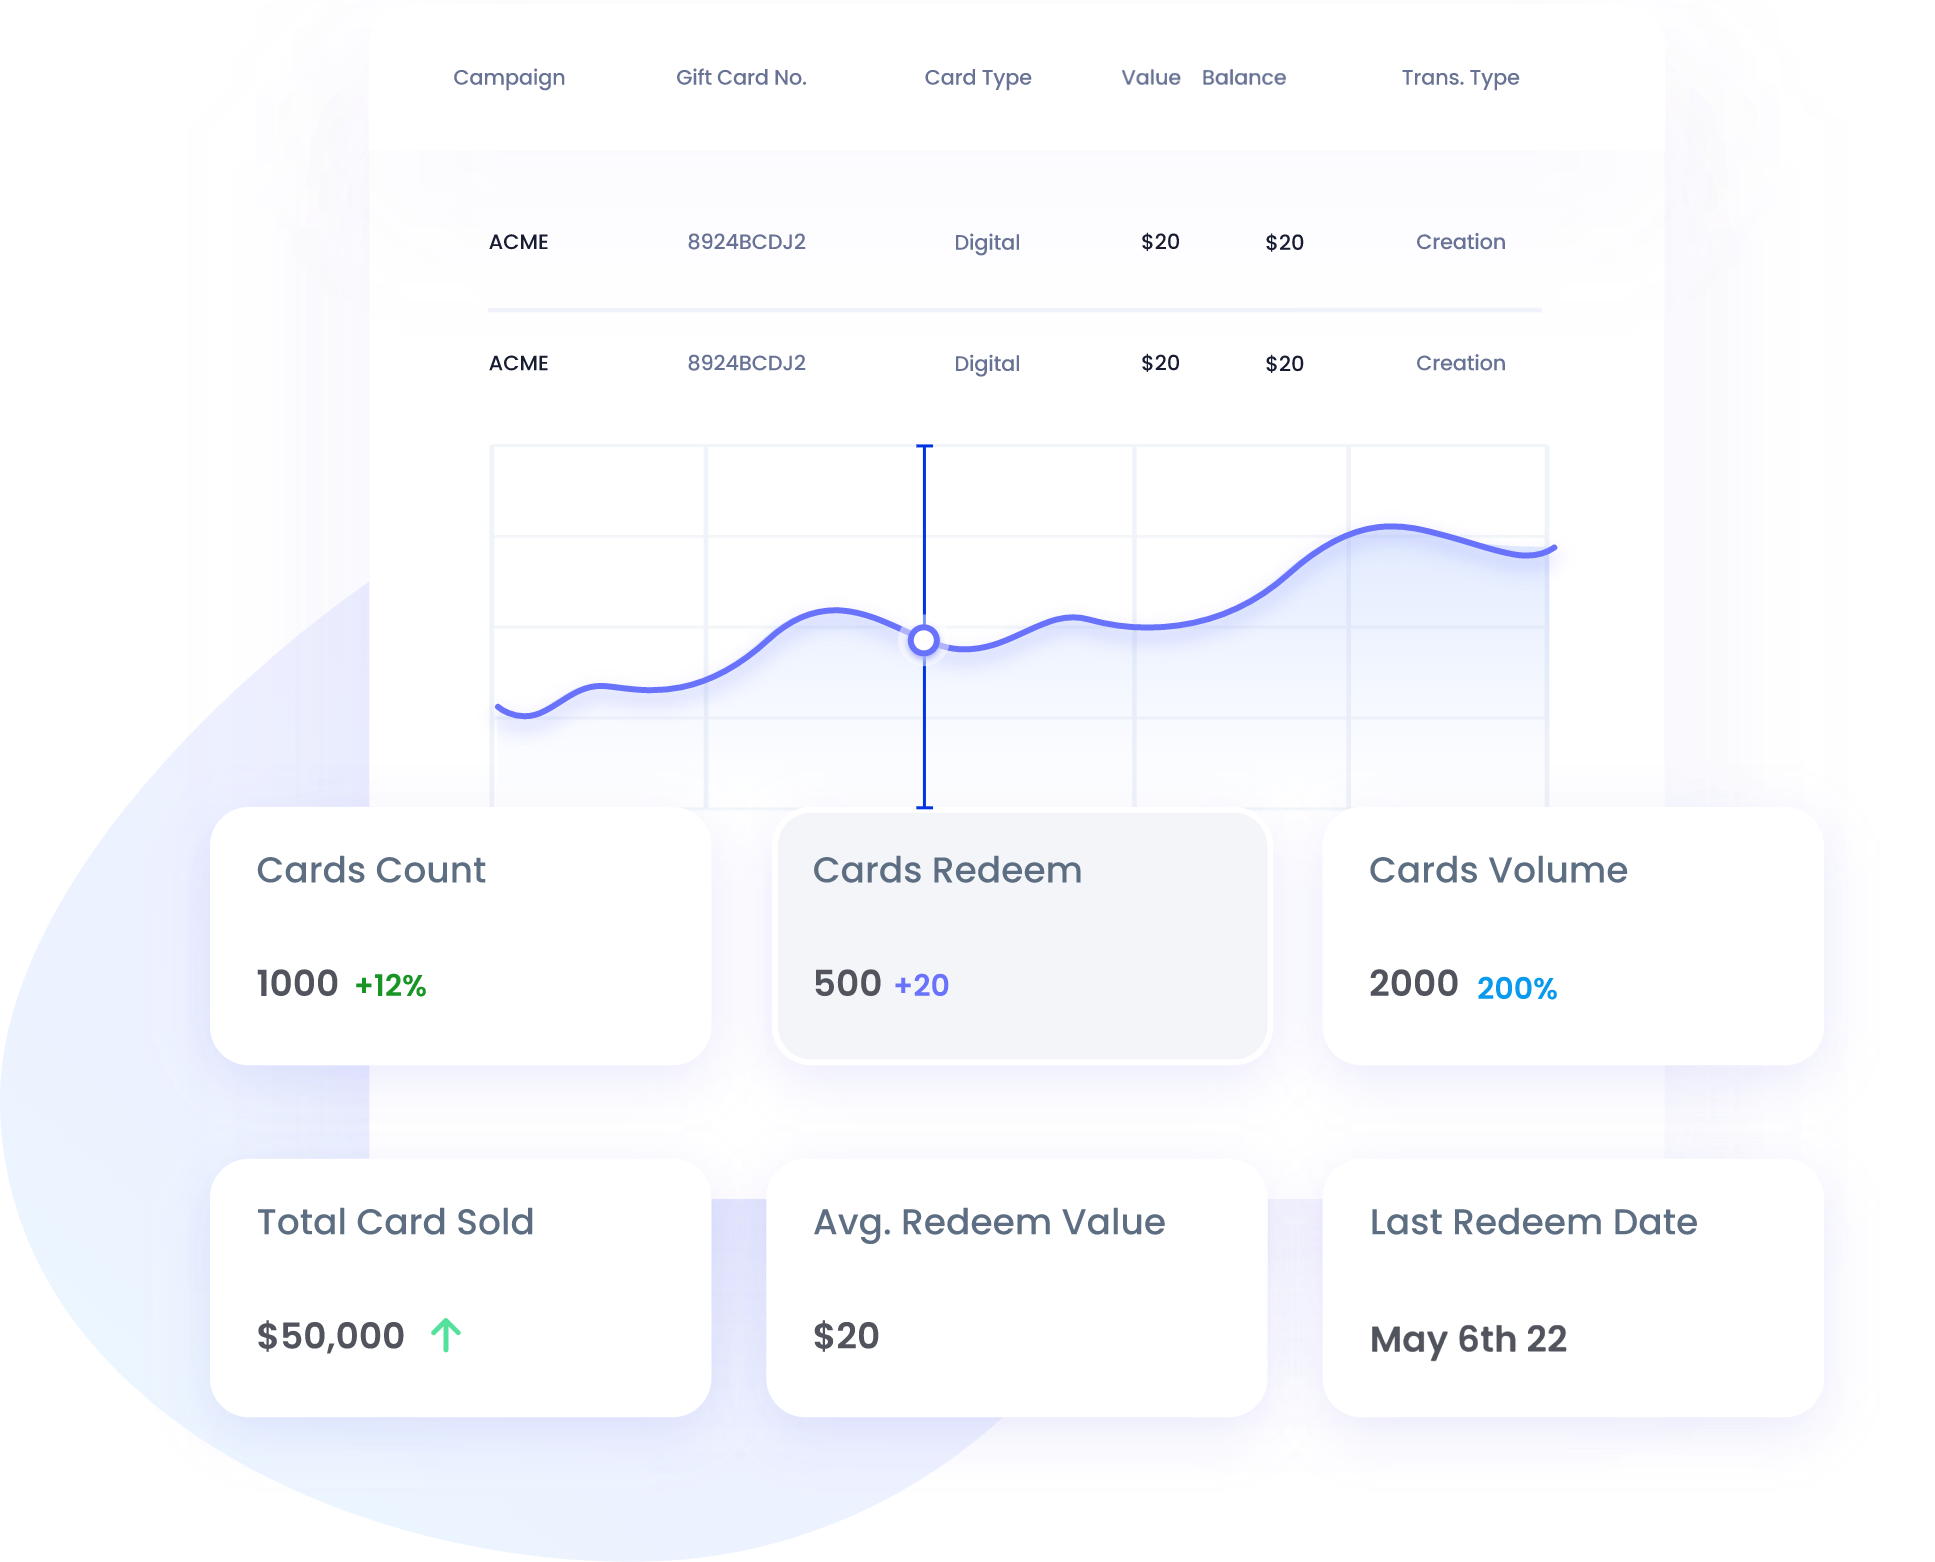 Campaign Gift Card No. Card Type Value Balance Trans. Type
ACME 8924BCDJ2 Digital $20 $20 Creation
ACME 8924BCDJ2 Digital $20 $20 Creation
Cards Count Cards Redeem Cards Volume
1000 +12% 500 +20 2000 200%
Total Card Sold Avg. Redeem Value Last Redeem Date
$50,000 $20 May 6th 22